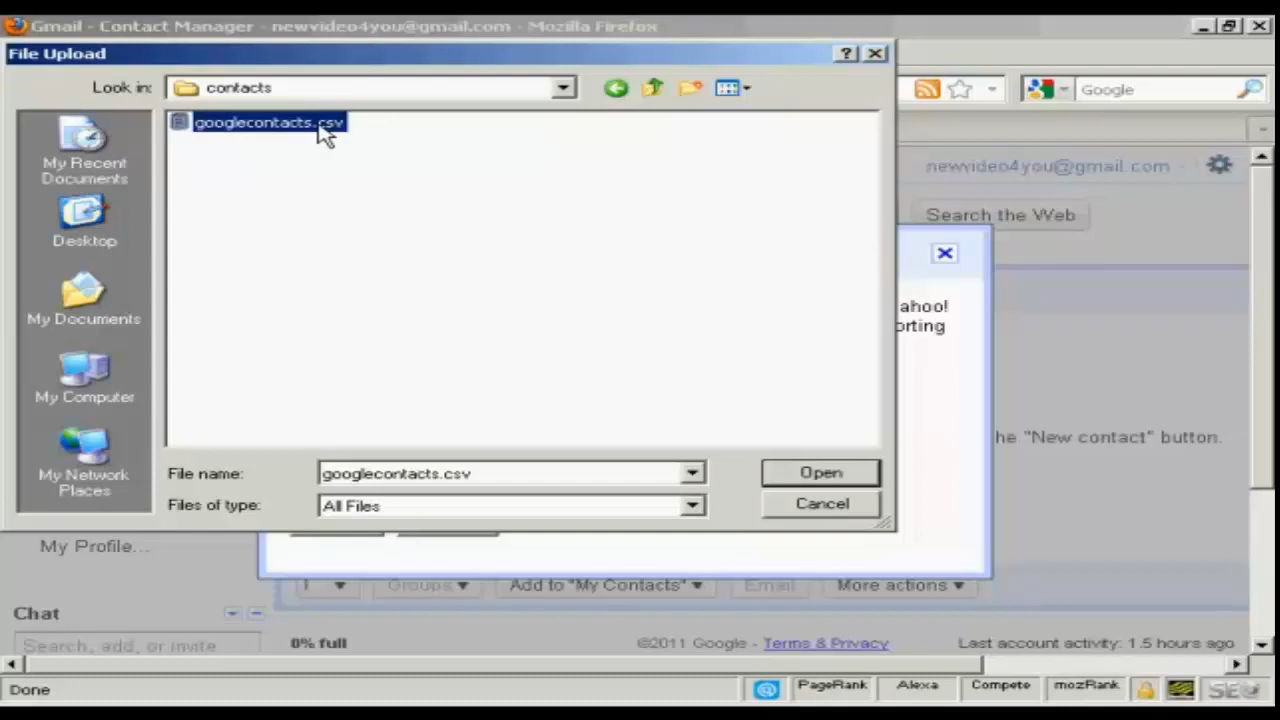 Gmail - Contact Manager - newvideo4you@gmail.com - Mozilla Firefox
File Upload
Look in: contacts
Google
googlecontacts.csv
My Recent
Documents
newvideo4you@gmail.com
Search the Web
Desktop
ahoo!
orting
My Documents
My Computer
he "New contact" button.
My Network
Places
File name: googlecontacts.csv Open
Files of type: All Files Cancel
My Profile...
Groups Add to "My Contacts" Email More actions
Chat
Search, add, or invite
0% full ©2011 Google - Terms & Privacy Last account activity: 1.5 hours ago
Done PageRank Alexa Compete mozRank SEO